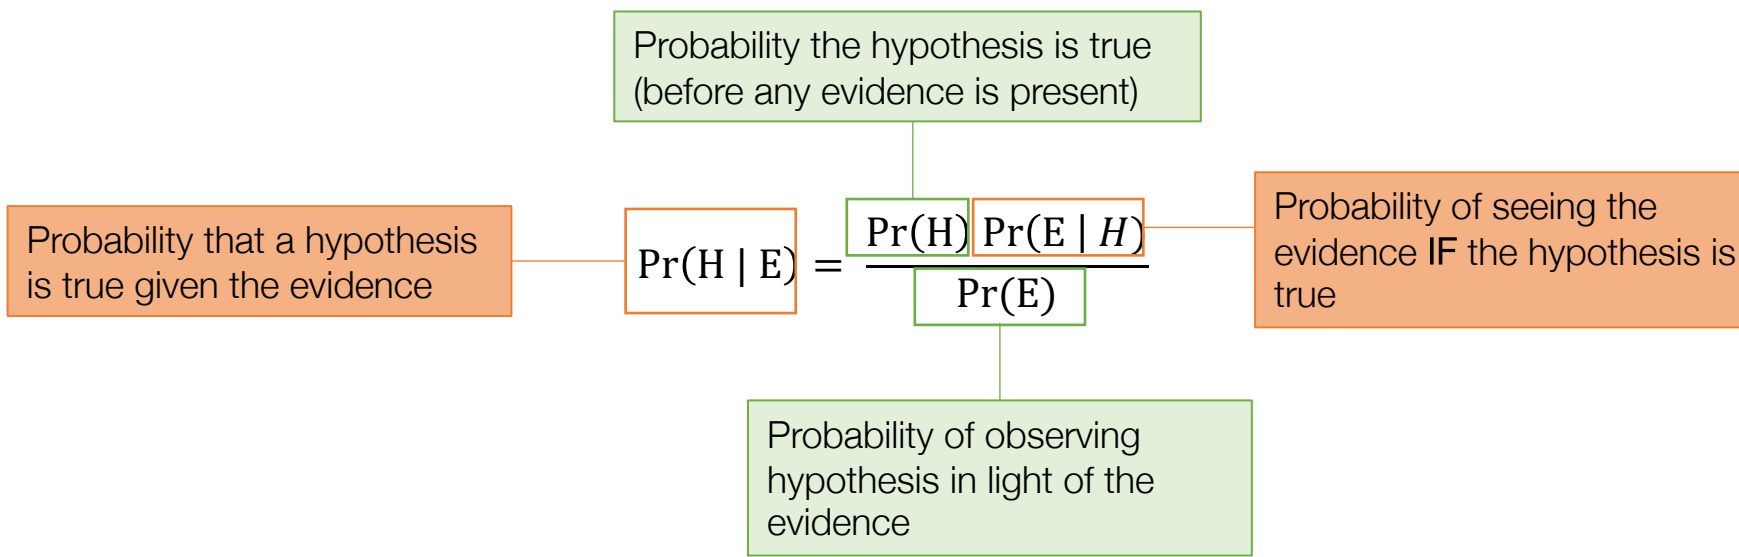 Probability the hypothesis is true
(before any evidence is present)
Probability that a hypothesis
is true given the evidence
Pr(H | E) = Pr(H) Pr(E | H)
Pr(E)
Probability of seeing the
evidence IF the hypothesis is
true
Probability of observing
hypothesis in light of the
evidence